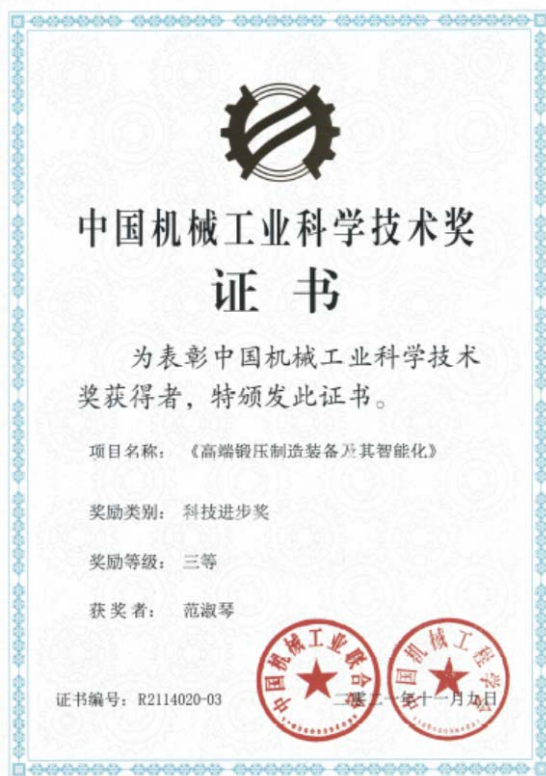 中国机械工业科学技术奖
证书
为表彰中国机械工业科学技术
奖获得者，特颁发此证书。
项目名称： 《高端锻压制造装备及其智能化》
奖励类别： 科技进步奖
奖励等级： 三等
获奖者： 范淑琴
中国机械工业联合会
中国机械工程学会
证书编号：R2114020-03
二零二一年十一月九日